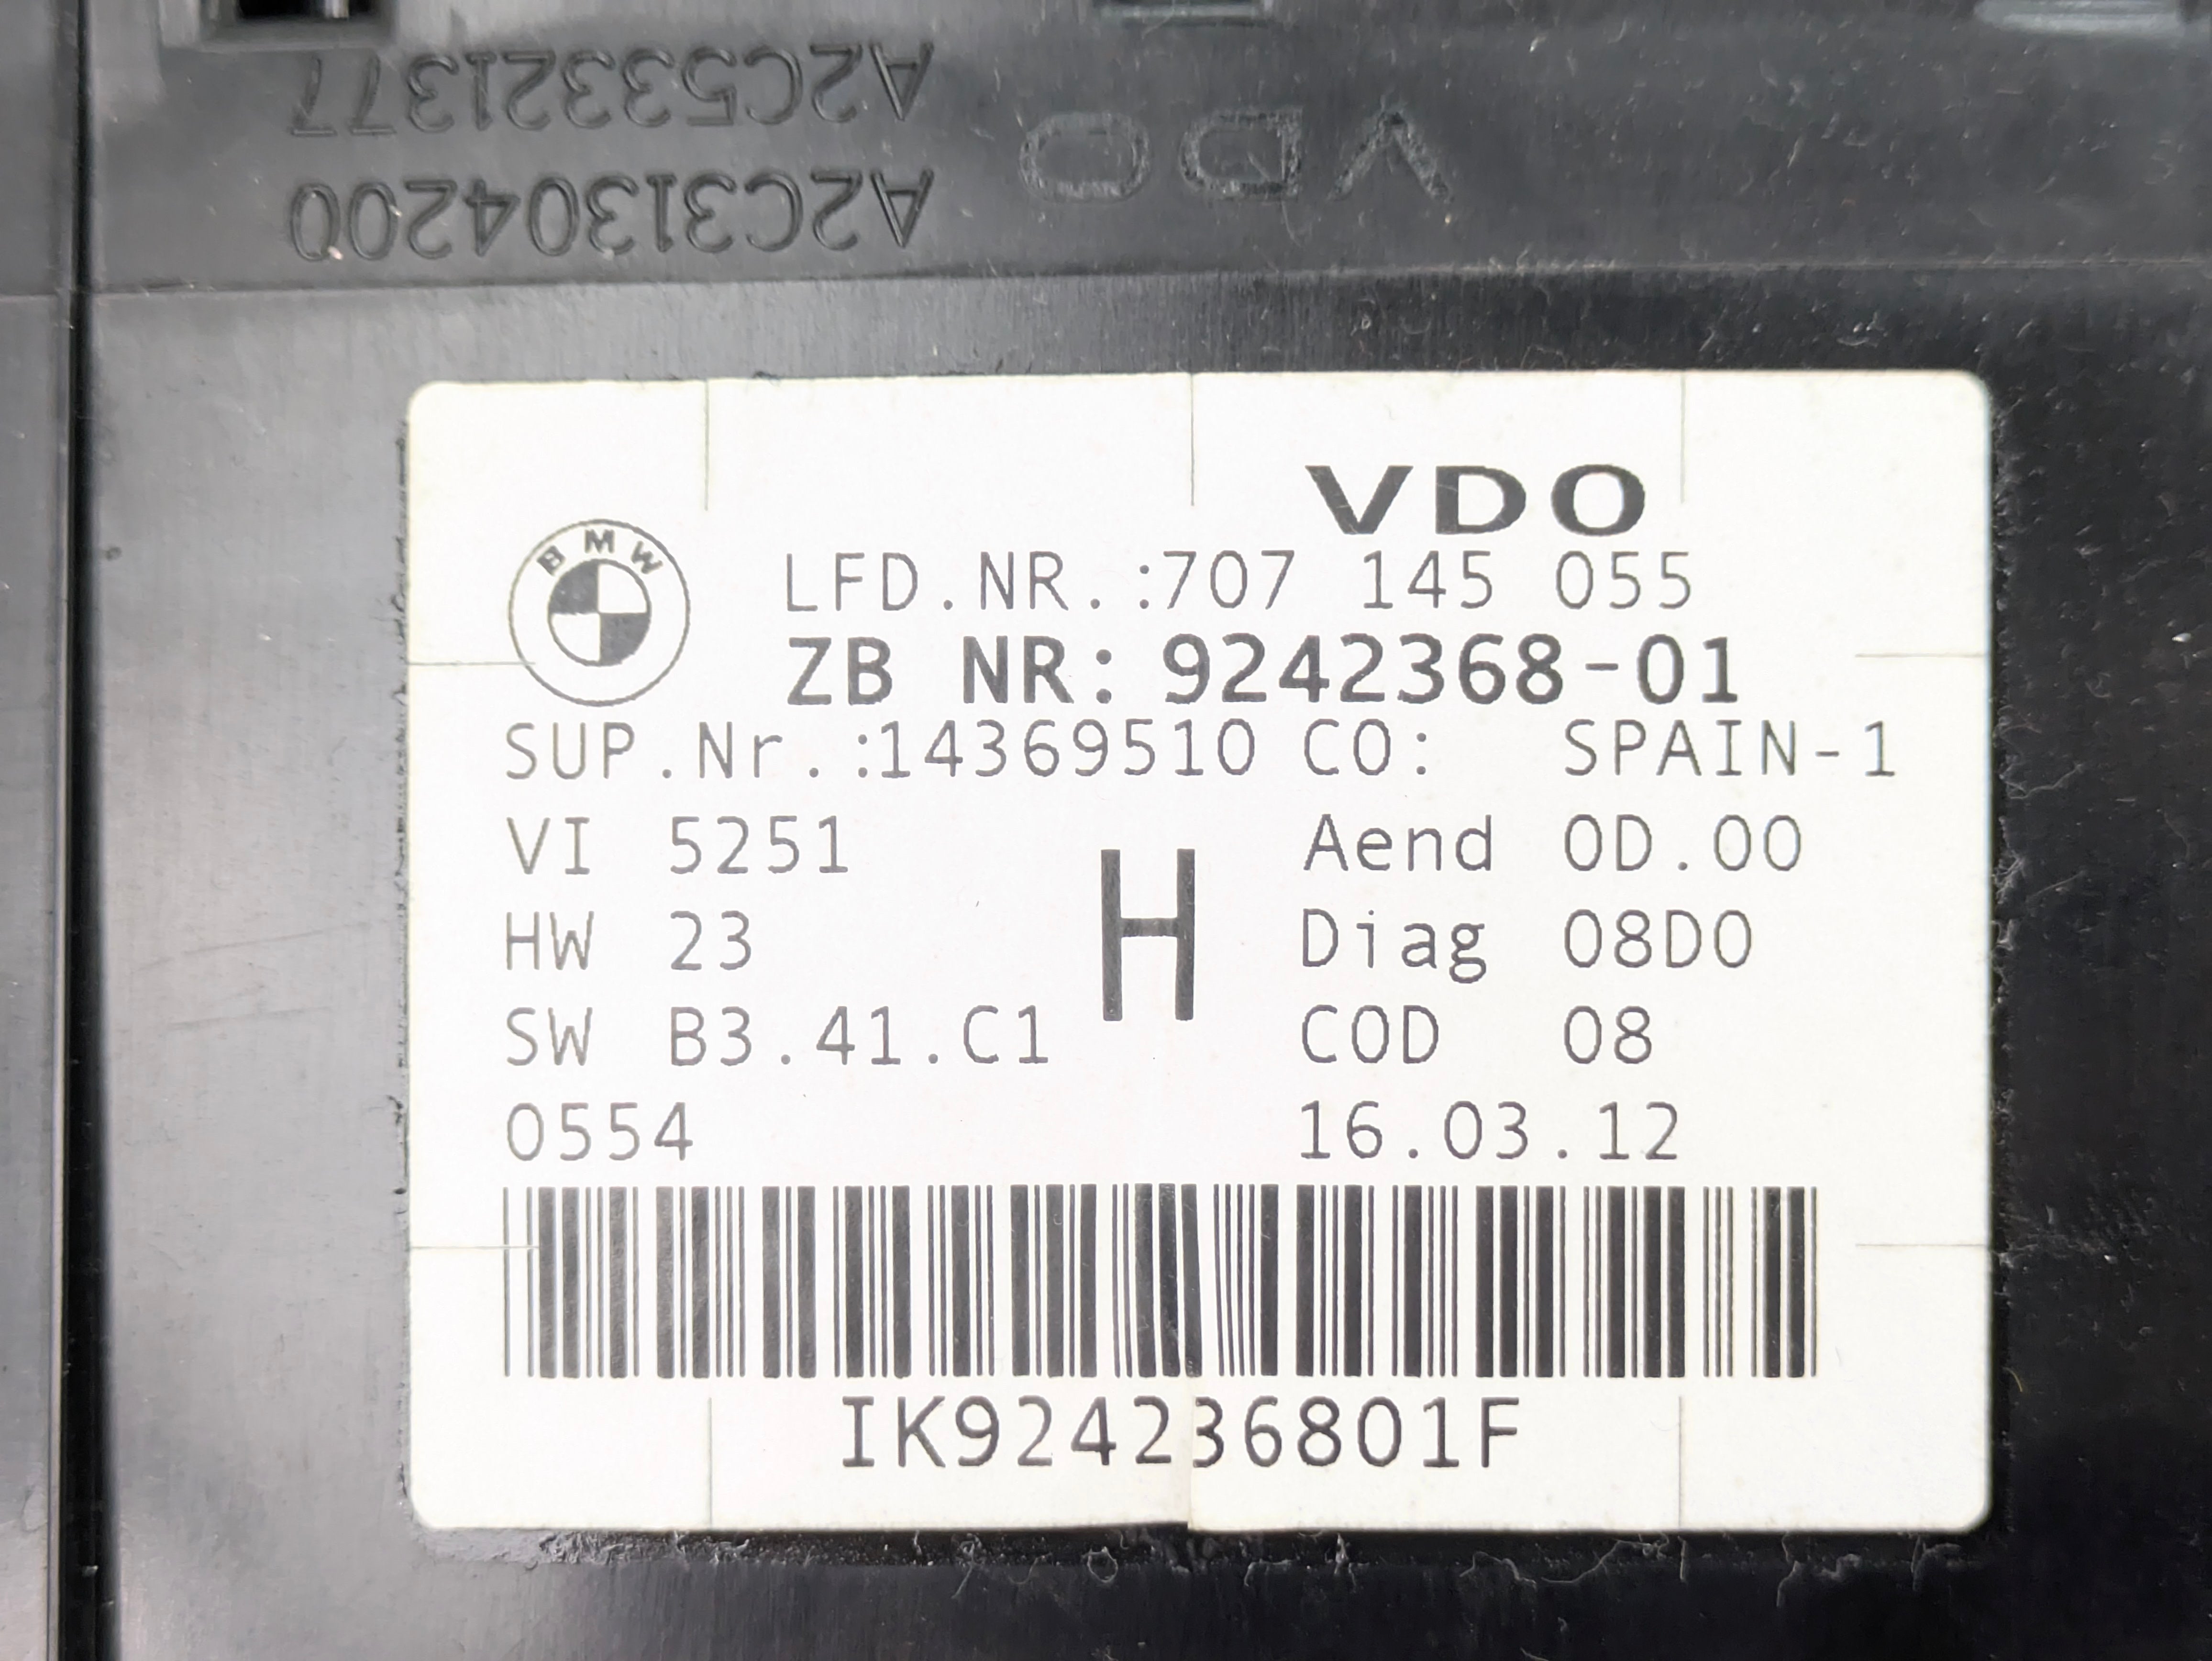 A2C53321377
A2C31304200
VDO
VDO
BMW
LFD.NR.:707 145 055
ZB NR: 9242368-01
SUP.Nr.:14369510 CO: SPAIN-1
VI 5251
Aend 0D.00
HW 23
H
Diag 08D0
SW B3.41.C1
COD 08
0554
16.03.12
IK924236801F